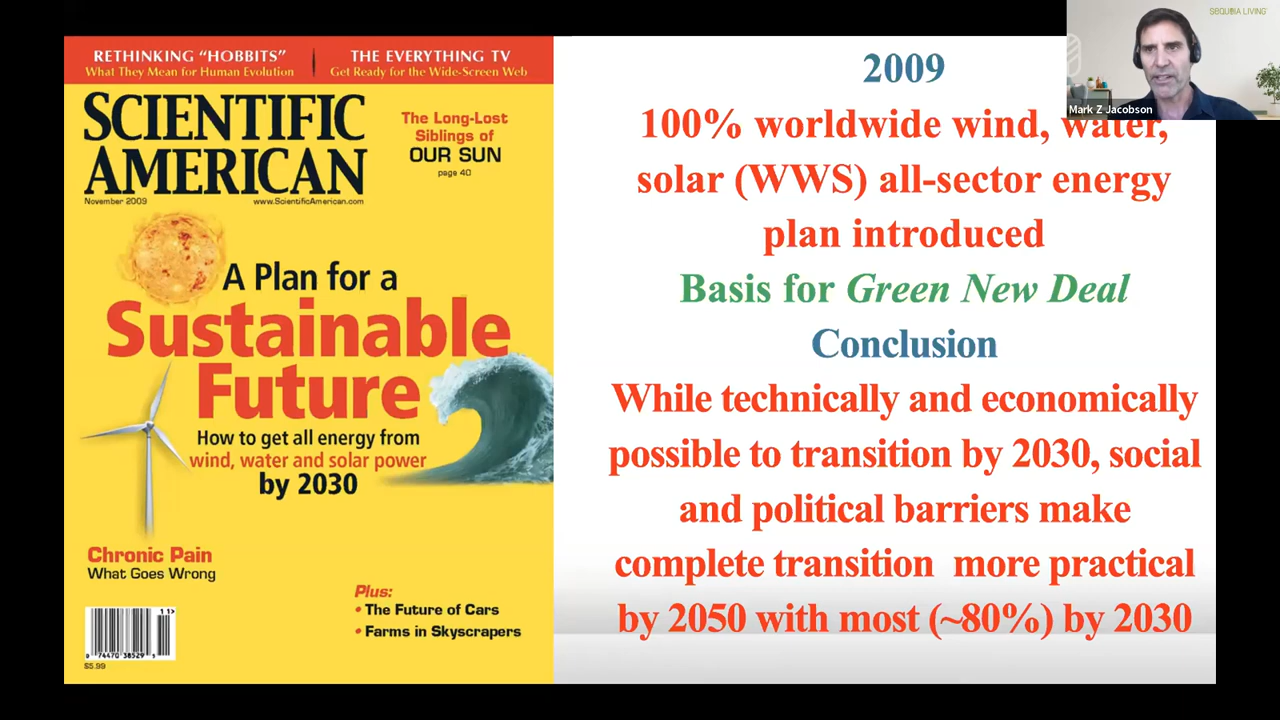 RETHINKING "HOBBITS"
What They Mean for Human Evolution
THE EVERYTHING TV
Get Ready for the Wide-Screen Web
SCIENTIFIC
AMERICAN
November 2009
www.ScientificAmerican.com
The Long-Lost
Siblings of
OUR SUN
page 40
A Plan for a
Sustainable
Future
How to get all energy from
wind, water and solar power
by 2030
Chronic Pain
What Goes Wrong
Plus:
• The Future of Cars
• Farms in Skyscrapers
11>
0 74470 38529 5
$5.99
2009
100% worldwide wind, water,
solar (WWS) all-sector energy
plan introduced
Basis for Green New Deal
Conclusion
While technically and economically
possible to transition by 2030, social
and political barriers make
complete transition more practical
by 2050 with most (~80%) by 2030
SEQUOIA LIVING
Mark Z Jacobson